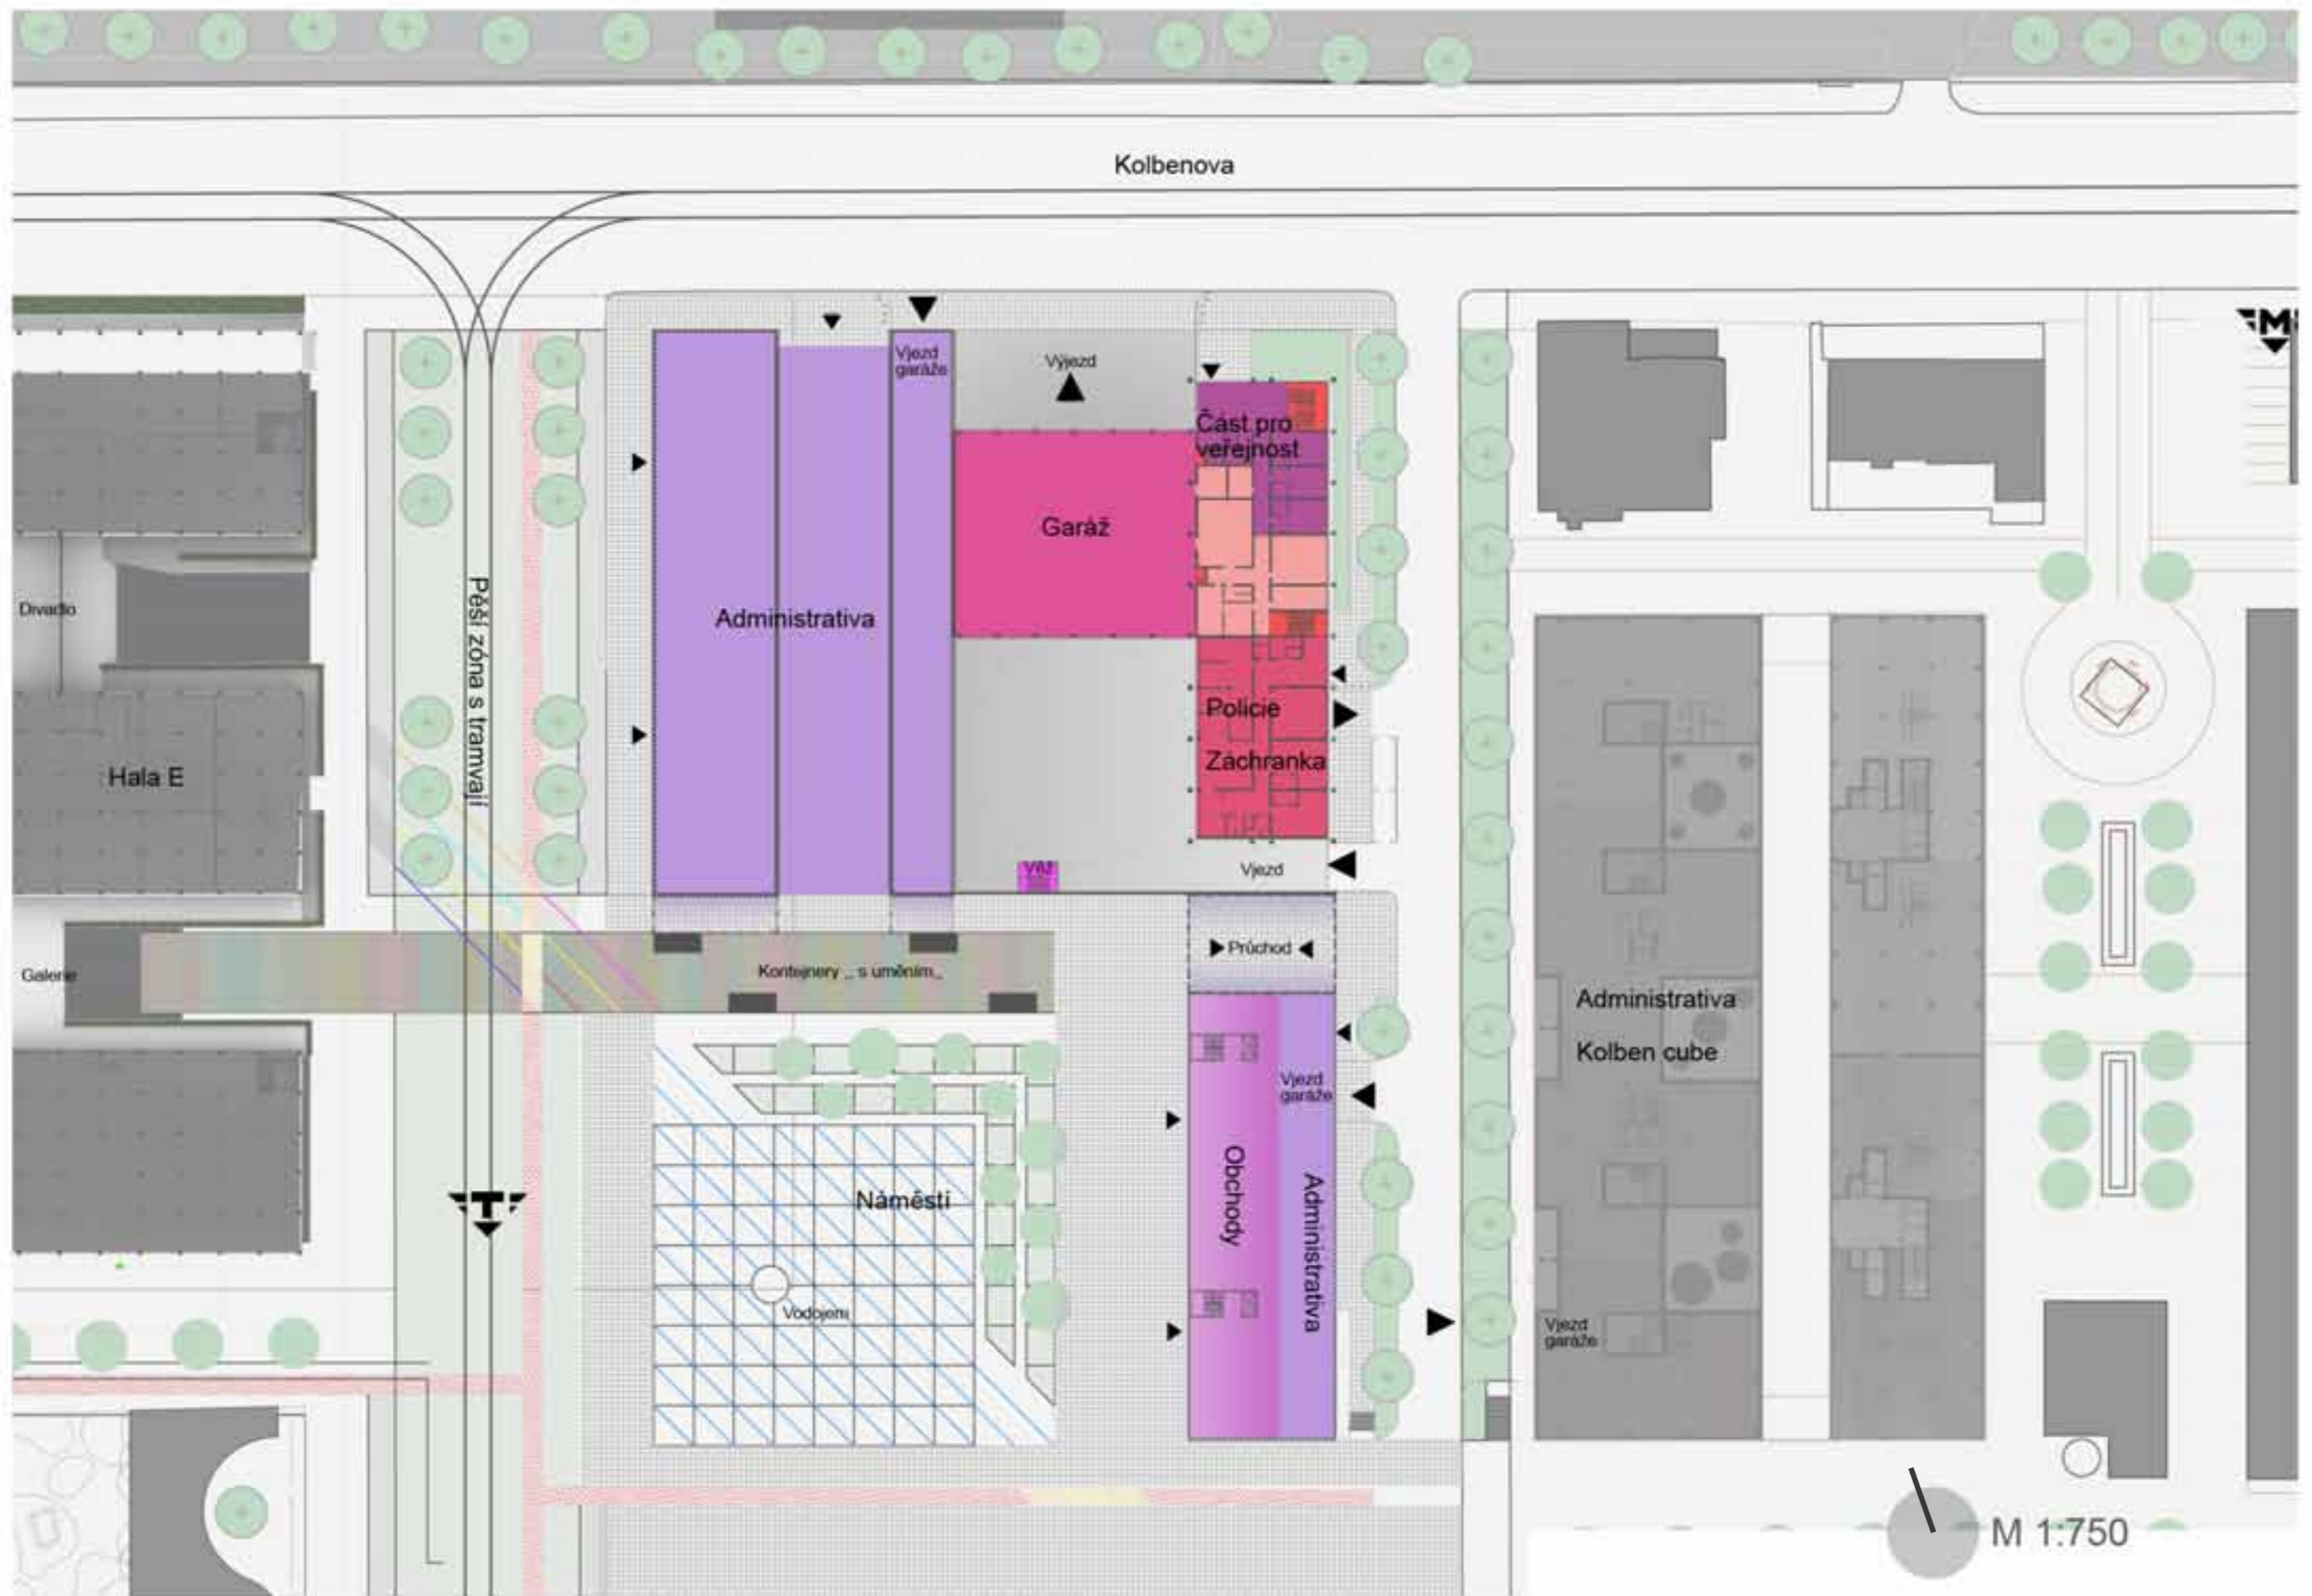 Kolbenova
M
Vjezd
garáže
Výjezd
Část pro
veřejnost
Garáž
Divadlo
Pěší zóna s tramvají
Administrativa
Policie
Hala E
Záchranka
Vjezd
Průchod
Galerie
Kontejnery ,, s uměním,,
Administrativa
Kolben cube
Vjezd
garáže
Obchody
Administrativa
Náměstí
T
Vodojem
Vjezd
garáže
M 1:750